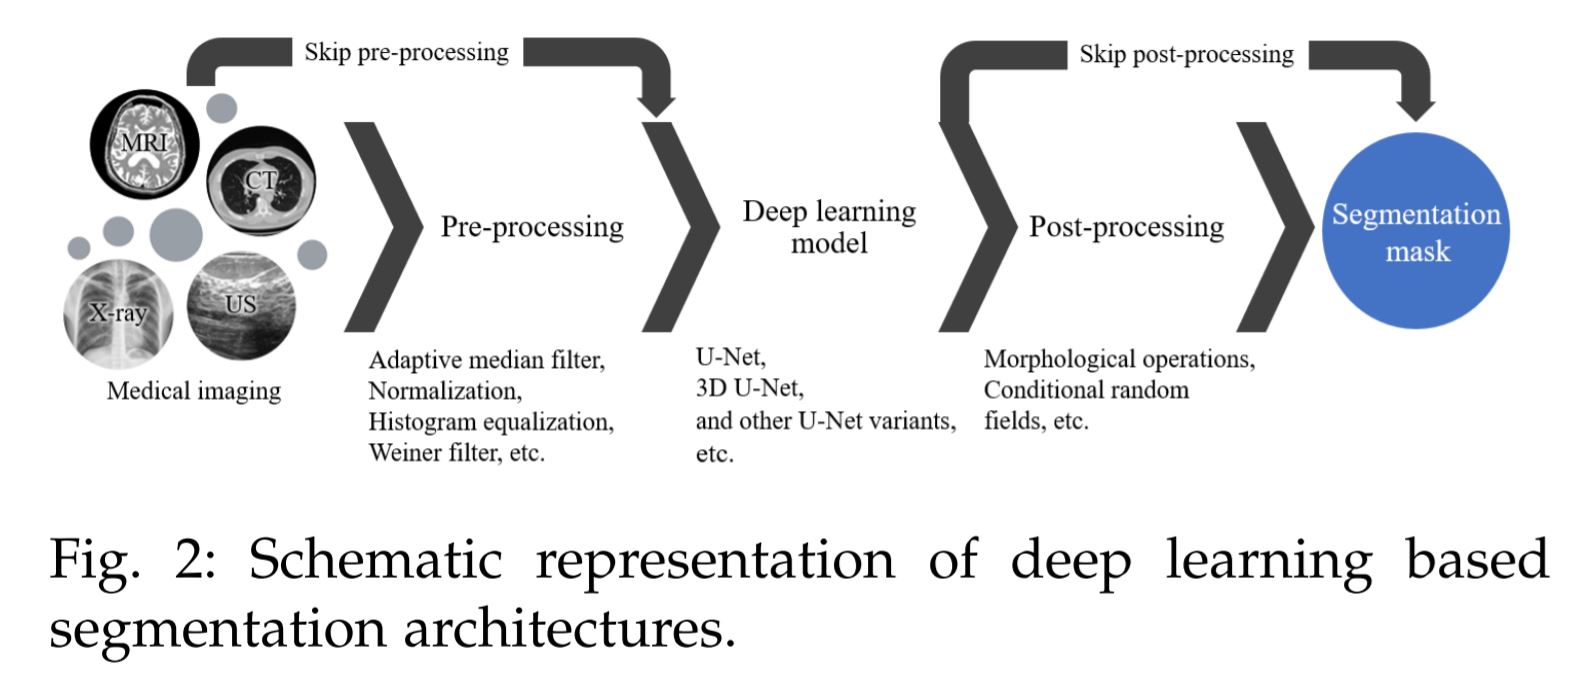 Skip pre-processing
Skip post-processing
MRI
CT
X-ray
US
Medical imaging
Pre-processing
Adaptive median filter,
Normalization,
Histogram equalization,
Weiner filter, etc.
Deep learning
model
U-Net,
3D U-Net,
and other U-Net variants,
etc.
Post-processing
Morphological operations,
Conditional random
fields, etc.
Segmentation
mask
Fig. 2: Schematic representation of deep learning based
segmentation architectures.